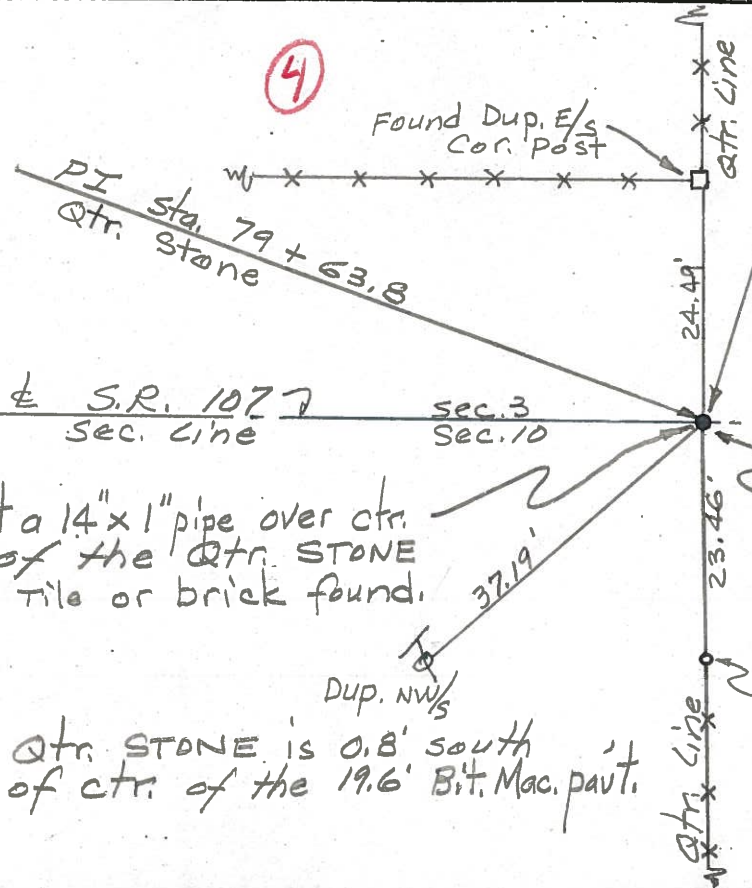 ④
Found Dup. E/s
Cor. Post
Qtr. Line
PI Sta. 79 + 63.8
Qtr. Stone
24.49'
℄ S.R. 107
Sec. Line
Sec. 3
Sec. 10
a 14" x 1" pipe over ctr.
of the Qtr. STONE
Tile or brick found.
37.19'
23.46'
Dup. NW/s
Qtr. STONE is 0.8' south
of ctr. of the 19.6' Bit. Mac. pav't.
Qtr. Line